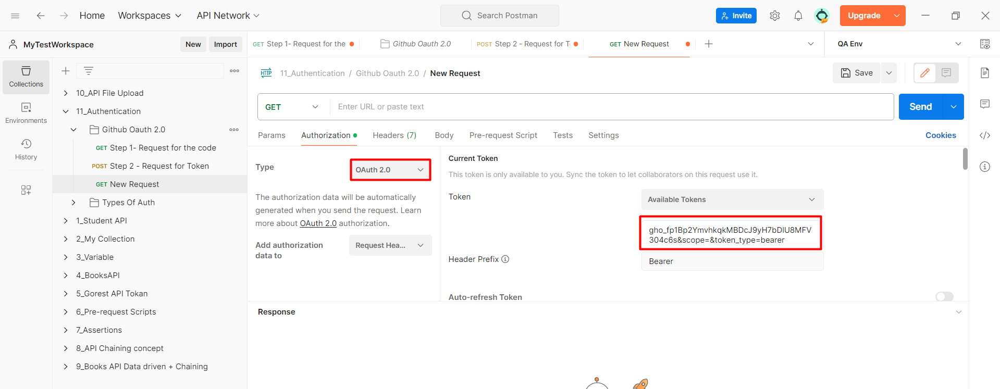 Home Workspaces API Network Search Postman Invite Upgrade
MyTestWorkspace New Import
GET Step 1- Request for the
Github Oauth 2.0
POST Step 2 - Request for T
GET New Request
QA Env
Collections
Environments
History
10_API File Upload
11_Authentication
Github Oauth 2.0
GET Step 1- Request for the code
POST Step 2 - Request for Token
GET New Request
Types Of Auth
1_Student API
2_My Collection
3_Variable
4_BooksAPI
5_Gorest API Tokan
6_Pre-request Scripts
7_Assertions
8_API Chaining concept
9_Books API Data driven + Chaining
HTTP 11_Authentication / Github Oauth 2.0 / New Request Save
GET Enter URL or paste text Send
Params Authorization Headers (7) Body Pre-request Script Tests Settings Cookies
Type OAuth 2.0
The authorization data will be automatically
generated when you send the request. Learn
more about OAuth 2.0 authorization.
Add authorization
data to
Request Hea...
Current Token
This token is only available to you. Sync the token to let collaborators on this request use it.
Token Available Tokens
gho_fp1Bp2YmvhkqkMBDcJ9yH7bDlU8MFV
304c6s&scope=&token_type=bearer
Header Prefix Bearer
Auto-refresh Token
Response